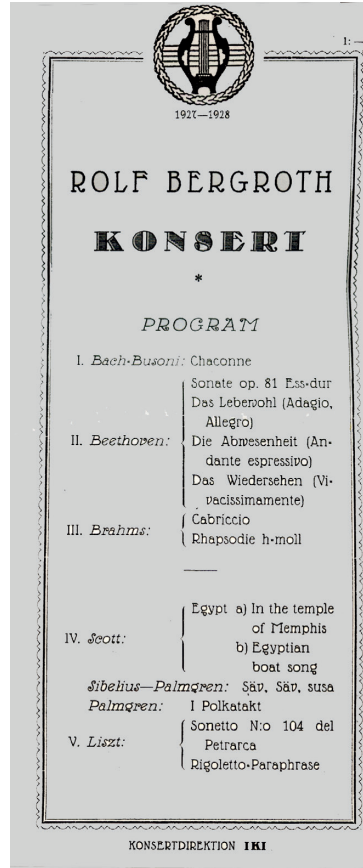 1:—
1927—1928
ROLF BERGROTH
KONSERT
*
PROGRAM
I. Bach-Busoni: Chaconne
II. Beethoven: Sonate op. 81 Ess-dur
Das Lebewohl (Adagio,
Allegro)
Die Abwesenheit (An-
dante espressivo)
Das Wiedersehen (Vi-
vacissimamente)
III. Brahms: Cabriccio
Rhapsodie h-moll
IV. Scott: Egypt a) In the temple
of Memphis
b) Egyptian
boat song
Sibelius—Palmgren: Säv, Säv, susa
Palmgren: I Polkatakt
V. Liszt: Sonetto N:o 104 del
Petrarca
Rigoletto-Paraphrase
KONSERTDIREKTION IKI